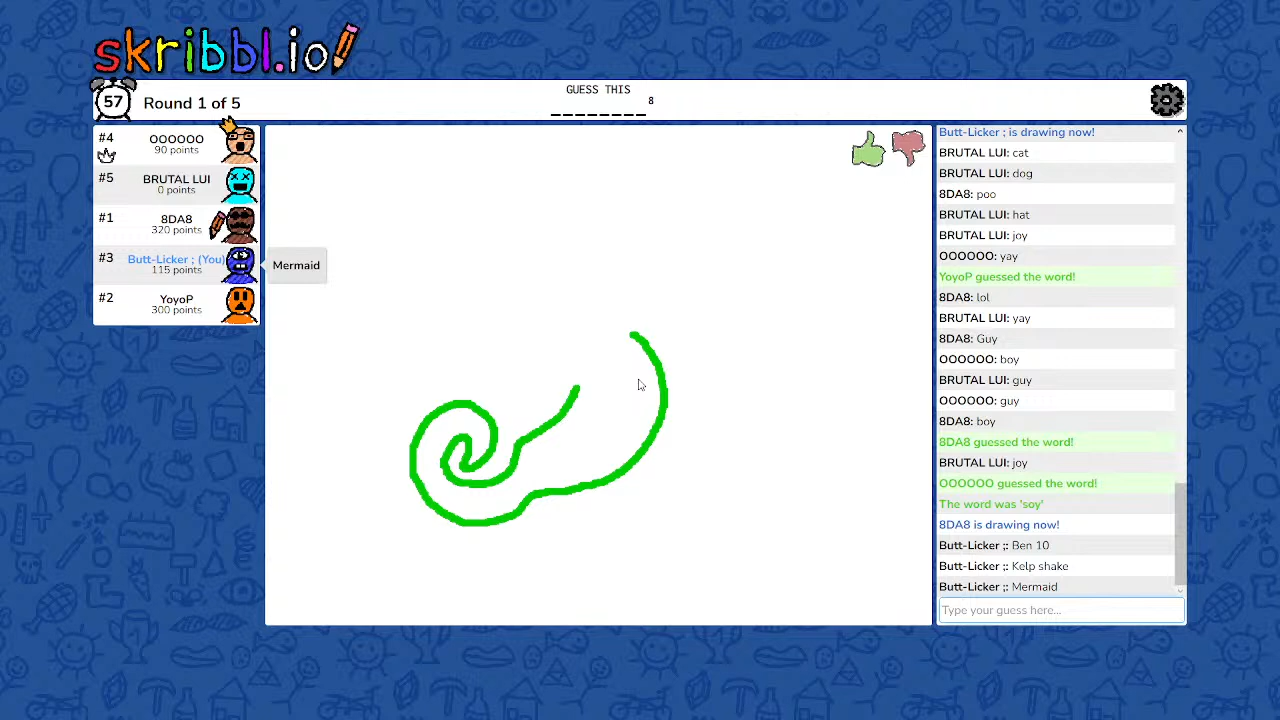 skribbl.io
57
Round 1 of 5
GUESS THIS
________ 8
#4
OOOOOO
90 points
#5
BRUTAL LUI
0 points
#1
8DA8
320 points
#3
Butt-Licker ; (You)
115 points
Mermaid
#2
YoyoP
300 points
Butt-Licker ; is drawing now!
BRUTAL LUI: cat
BRUTAL LUI: dog
8DA8: poo
BRUTAL LUI: hat
BRUTAL LUI: joy
OOOOOO: yay
YoyoP guessed the word!
8DA8: lol
BRUTAL LUI: yay
8DA8: Guy
OOOOOO: boy
BRUTAL LUI: guy
OOOOOO: guy
8DA8: boy
8DA8 guessed the word!
BRUTAL LUI: joy
OOOOOO guessed the word!
The word was 'soy'
8DA8 is drawing now!
Butt-Licker ;: Ben 10
Butt-Licker ;: Kelp shake
Butt-Licker ;: Mermaid
Type your guess here...